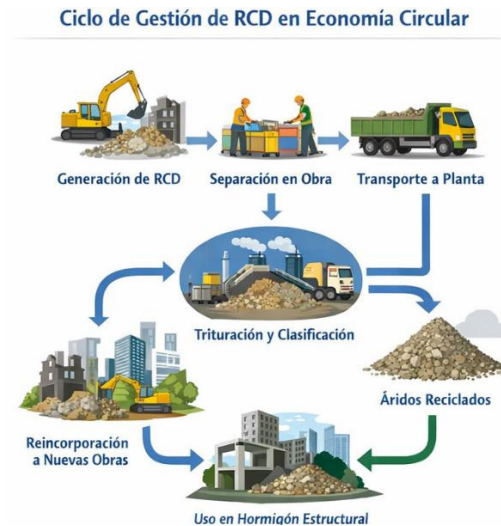 Ciclo de Gestión de RCD en Economía Circular
Generación de RCD
Separación en Obra
Transporte a Planta
Trituración y Clasificación
Reincorporación
a Nuevas Obras
Áridos Reciclados
Uso en Hormigón Estructural